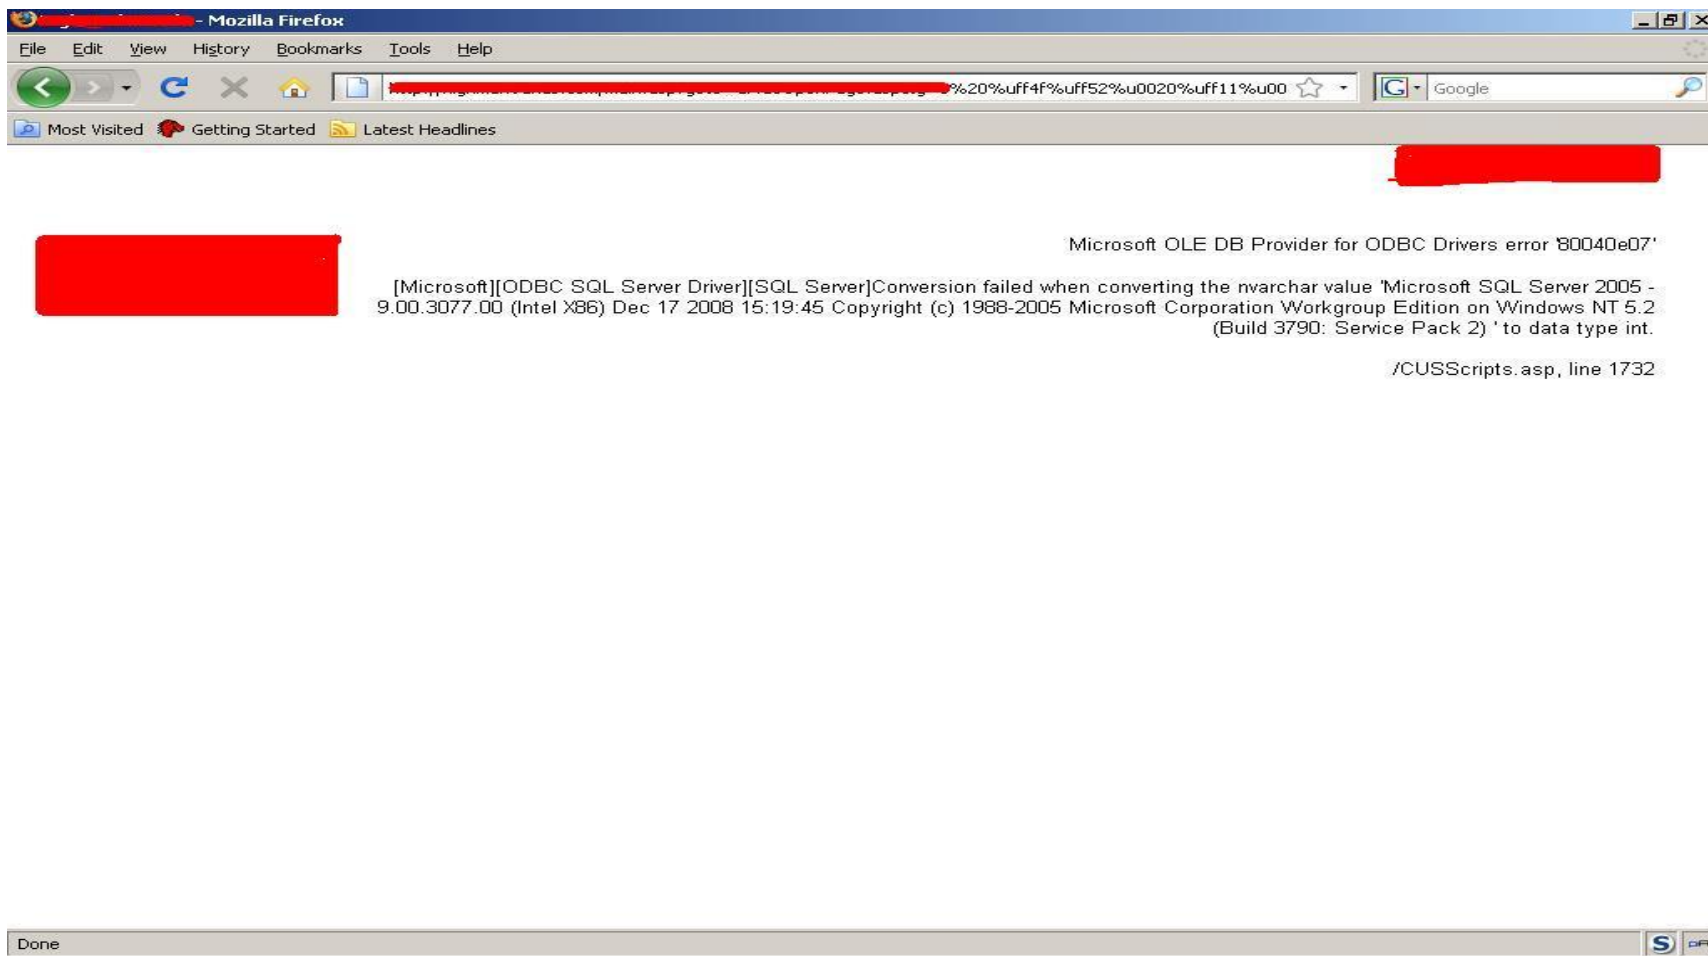 - Mozilla Firefox
File Edit View History Bookmarks Tools Help
%20%uff4f%uff52%u0020%uff11%u00
Google
Most Visited Getting Started Latest Headlines
Microsoft OLE DB Provider for ODBC Drivers error '80040e07'
[Microsoft][ODBC SQL Server Driver][SQL Server]Conversion failed when converting the nvarchar value 'Microsoft SQL Server 2005 -
9.00.3077.00 (Intel X86) Dec 17 2008 15:19:45 Copyright (c) 1988-2005 Microsoft Corporation Workgroup Edition on Windows NT 5.2
(Build 3790: Service Pack 2) ' to data type int.
/CUSScripts.asp, line 1732
Done